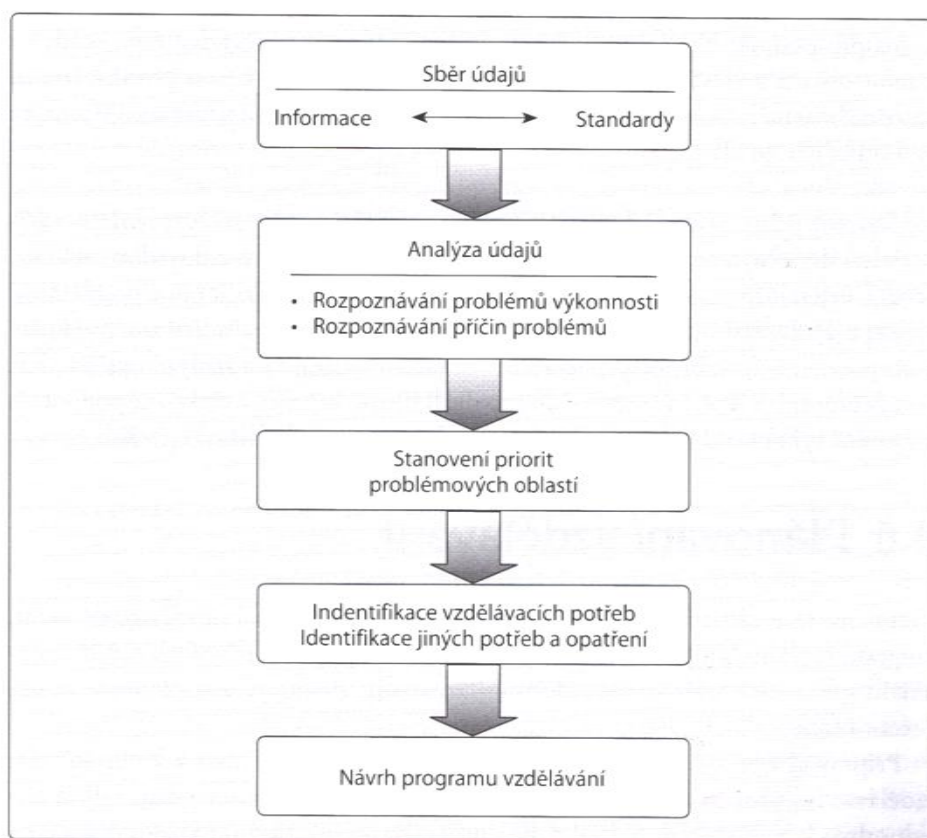 Sběr údajů
Informace Standardy
Analýza údajů
• Rozpoznávání problémů výkonnosti
• Rozpoznávání příčin problémů
Stanovení priorit
problémových oblastí
Indentifikace vzdělávacích potřeb
Identifikace jiných potřeb a opatření
Návrh programu vzdělávání